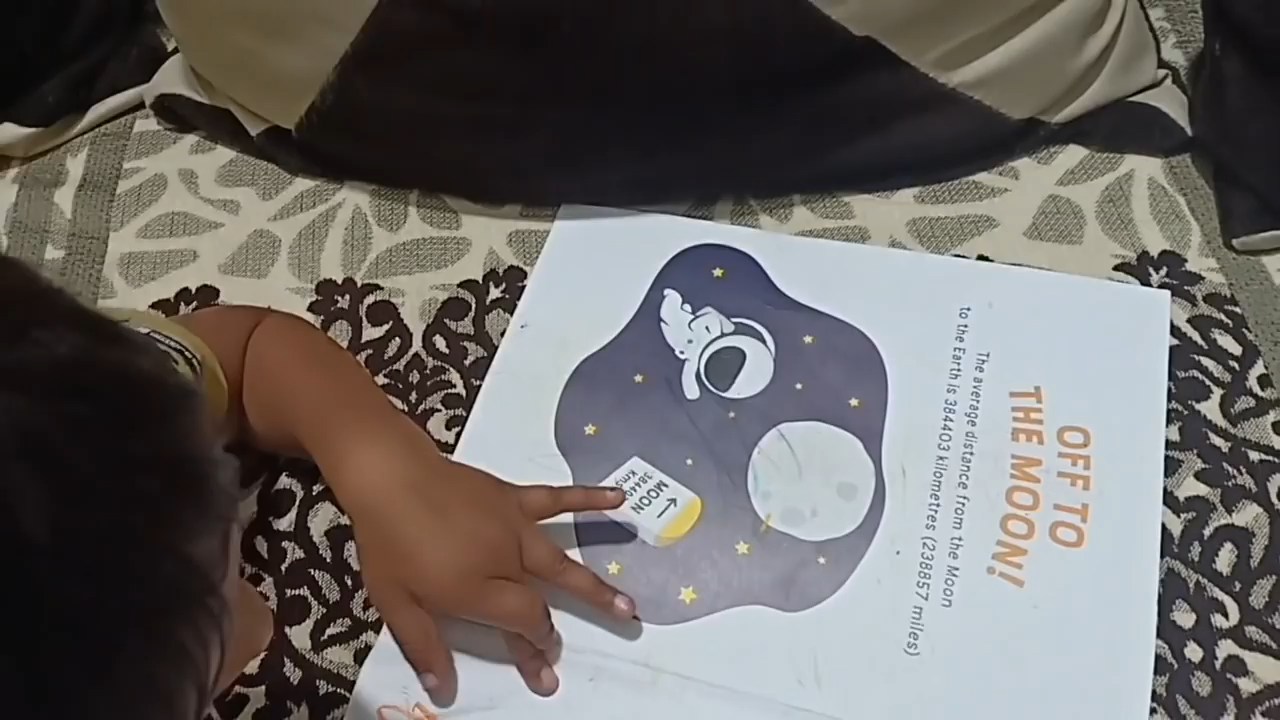 OFF TO
THE MOON!
The average distance from the Moon
to the Earth is 384403 kilometres (238857 miles)
MOON